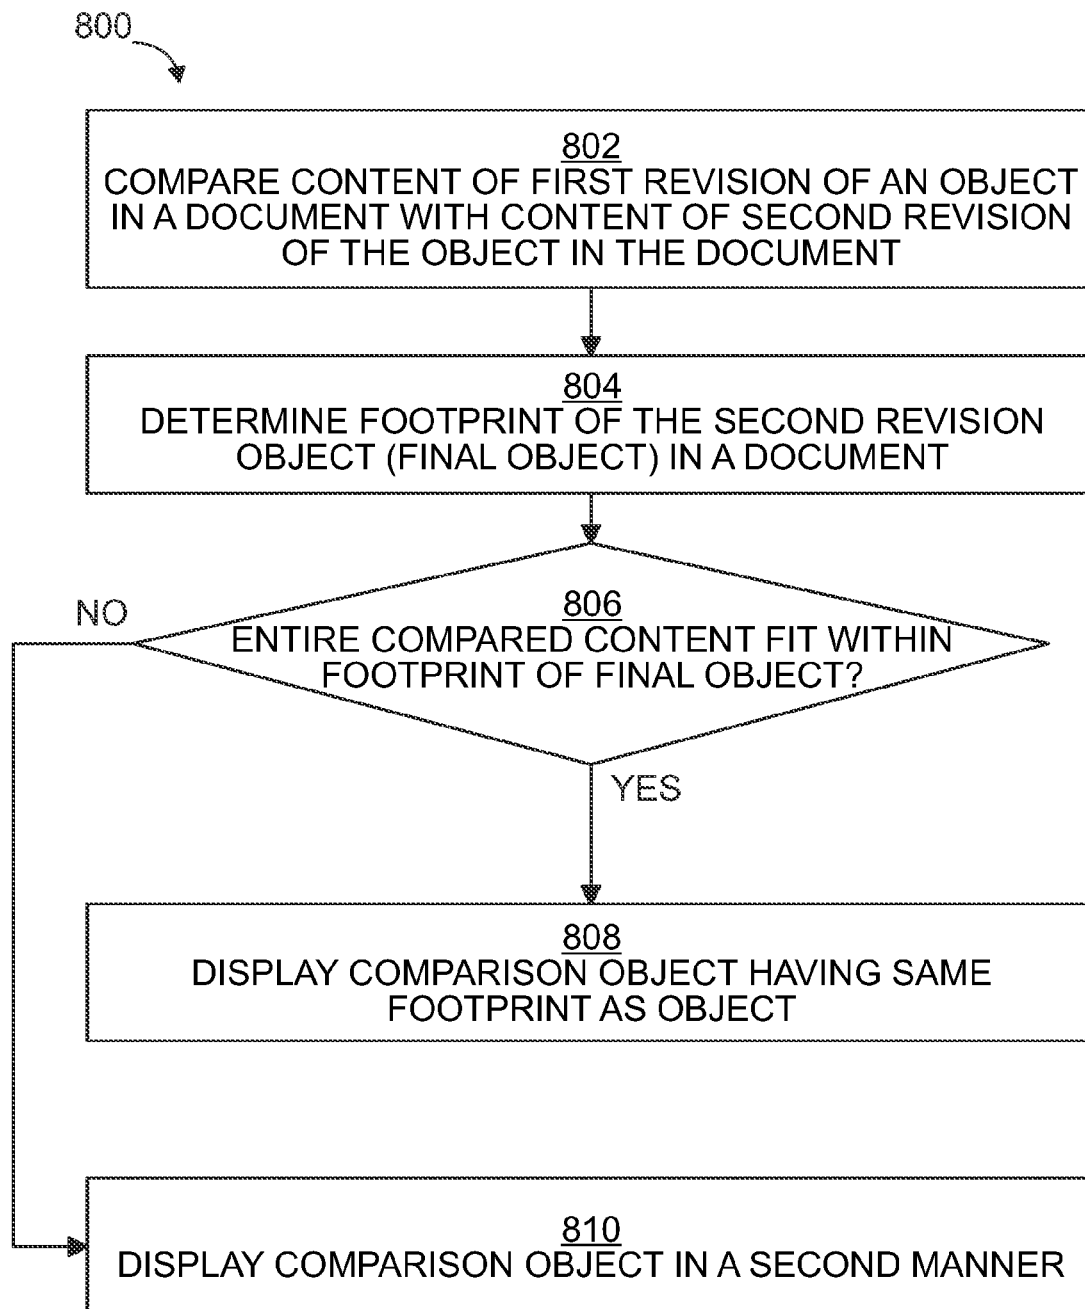 800
802
COMPARE CONTENT OF FIRST REVISION OF AN OBJECT
IN A DOCUMENT WITH CONTENT OF SECOND REVISION
OF THE OBJECT IN THE DOCUMENT
804
DETERMINE FOOTPRINT OF THE SECOND REVISION
OBJECT (FINAL OBJECT) IN A DOCUMENT
NO
806
ENTIRE COMPARED CONTENT FIT WITHIN
FOOTPRINT OF FINAL OBJECT?
YES
808
DISPLAY COMPARISON OBJECT HAVING SAME
FOOTPRINT AS OBJECT
810
DISPLAY COMPARISON OBJECT IN A SECOND MANNER